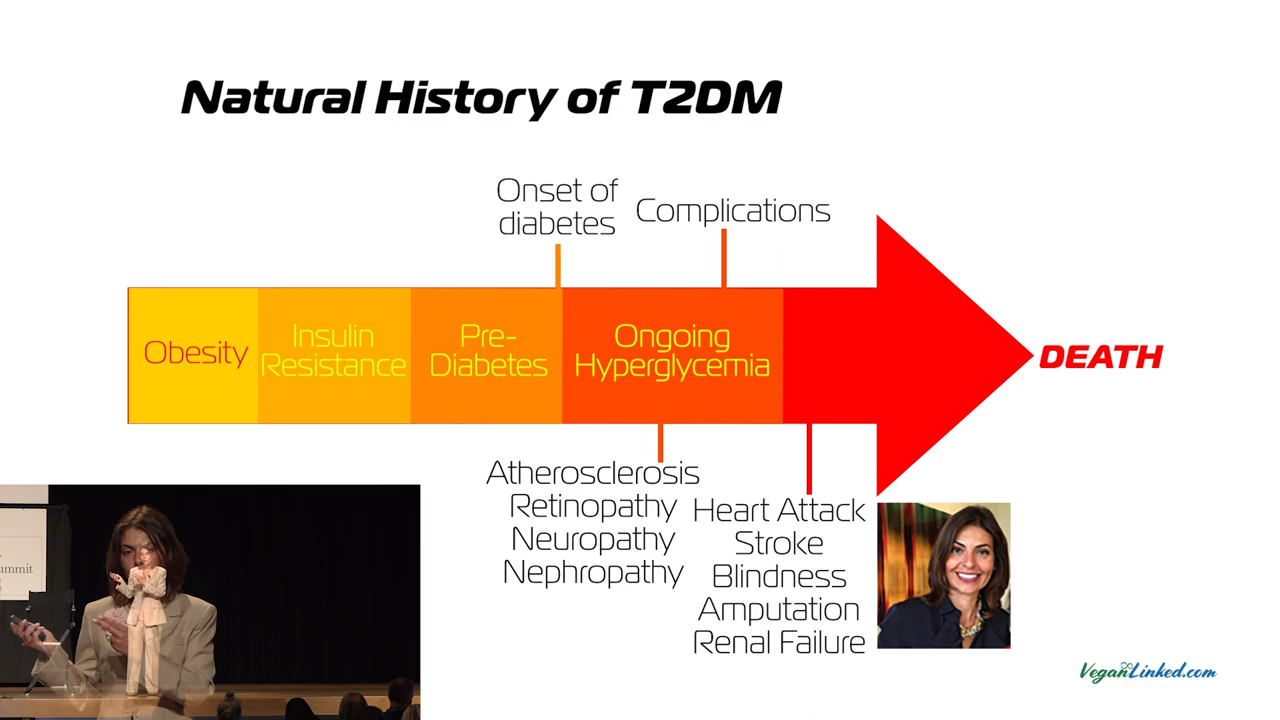 Natural History of T2DM
Onset of
diabetes
Complications
Obesity
Insulin
Resistance
Pre-
Diabetes
Ongoing
Hyperglycemia
DEATH
Atherosclerosis
Retinopathy
Neuropathy
Nephropathy
Heart Attack
Stroke
Blindness
Amputation
Renal Failure
ummit
VeganLinked.com